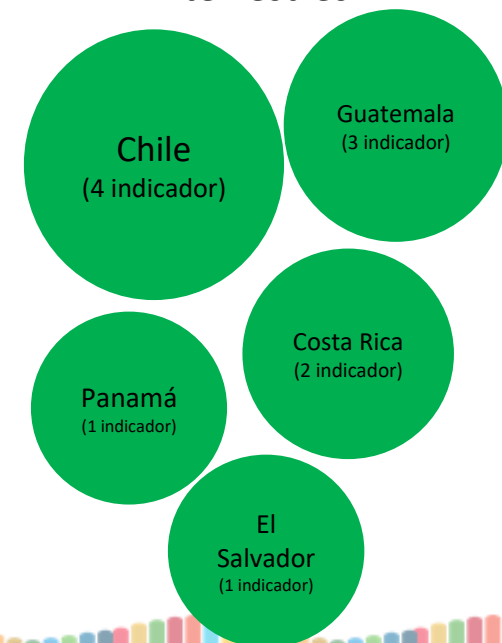 Chile
(4 indicador)
Guatemala
(3 indicador)
Costa Rica
(2 indicador)
Panamá
(1 indicador)
El
Salvador
(1 indicador)